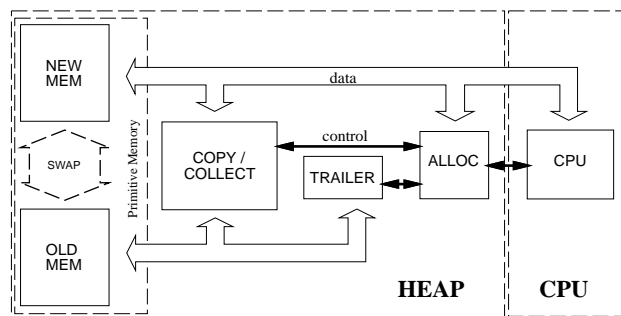 NEW
MEM
data
Primitive Memory
SWAP
COPY /
COLLECT
control
TRAILER
ALLOC
CPU
OLD
MEM
HEAP
CPU